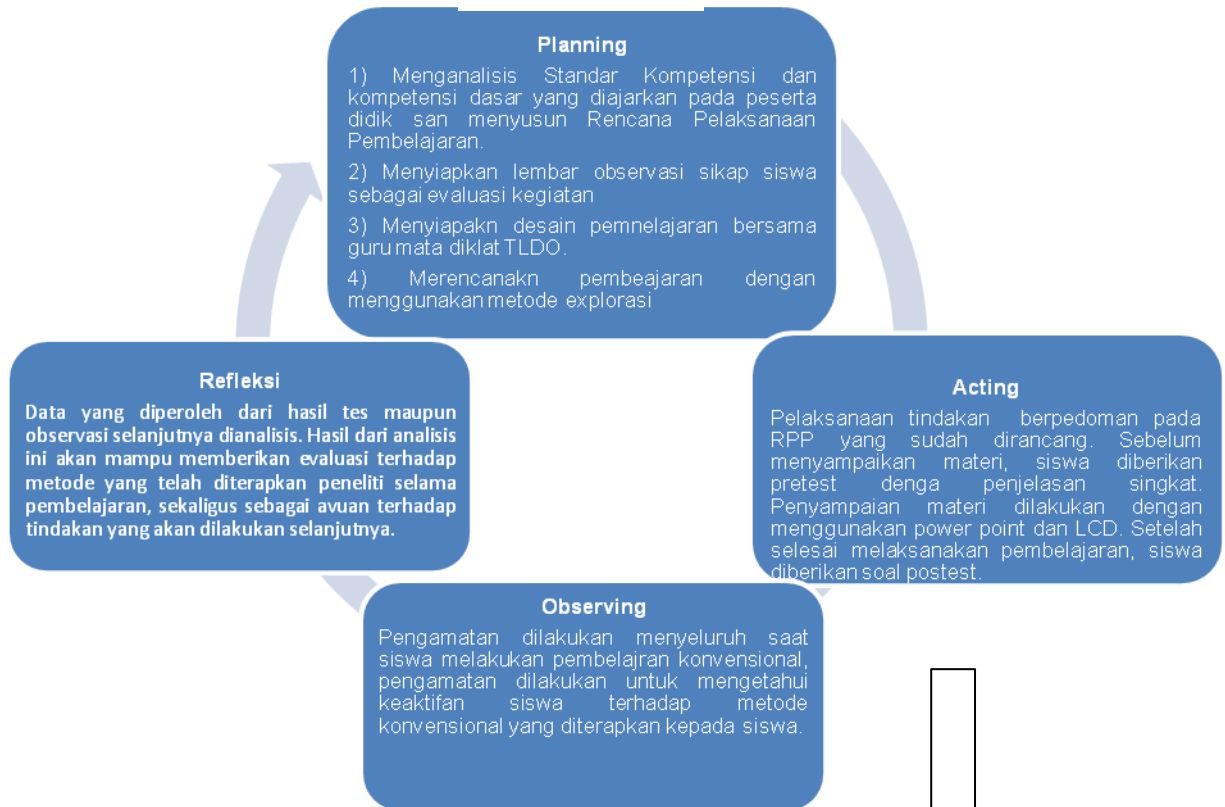 Planning
1) Menganalisis Standar Kompetensi dan
kompetensi dasar yang diajarkan pada peserta
didik san menyusun Rencana Pelaksanaan
Pembelajaran.
2) Menyiapkan lembar observasi sikap siswa
sebagai evaluasi kegiatan
3) Menyiapakn desain pemnelajaran bersama
guru mata diklat TLDO.
4) Merencanakn pembeajaran dengan
menggunakan metode explorasi
Acting
Pelaksanaan tindakan berpedoman pada
RPP yang sudah dirancang. Sebelum
menyampaikan materi, siswa diberikan
pretest denga penjelasan singkat.
Penyampaian materi dilakukan dengan
menggunakan power point dan LCD. Setelah
selesai melaksanakan pembelajaran, siswa
diberikan soal postest.
Observing
Pengamatan dilakukan menyeluruh saat
siswa melakukan pembelajran konvensional,
pengamatan dilakukan untuk mengetahui
keaktifan siswa terhadap metode
konvensional yang diterapkan kepada siswa.
Refleksi
Data yang diperoleh dari hasil tes maupun
observasi selanjutnya dianalisis. Hasil dari analisis
ini akan mampu memberikan evaluasi terhadap
metode yang telah diterapkan peneliti selama
pembelajaran, sekaligus sebagai avuan terhadap
tindakan yang akan dilakukan selanjutnya.